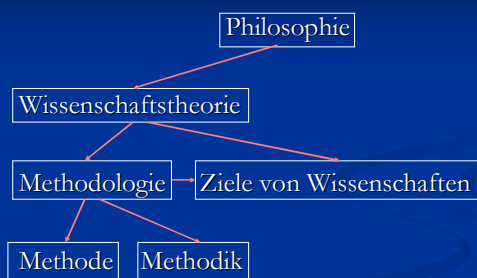 Philosophie
Wissenschaftstheorie
Methodologie
Ziele von Wissenschaften
Methode
Methodik